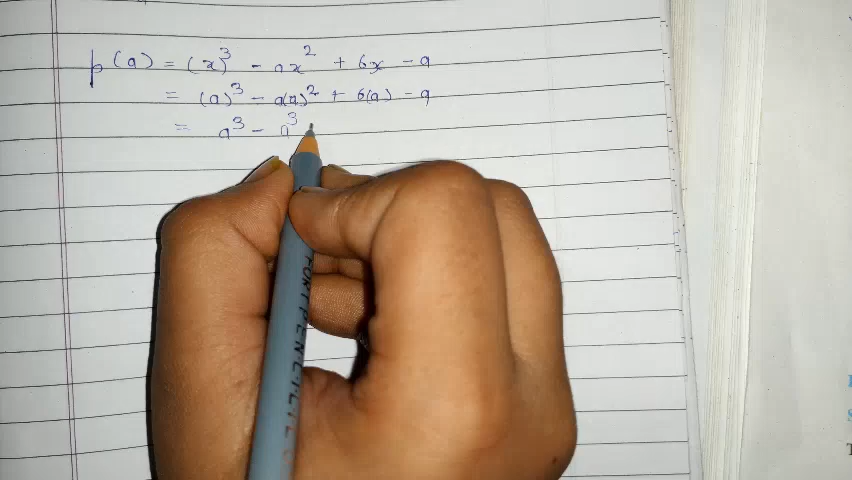 p(a) = (x)³ - ax² + 6x - a
= (a)³ - a(a)² + 6(a) - a
= a³ - a³